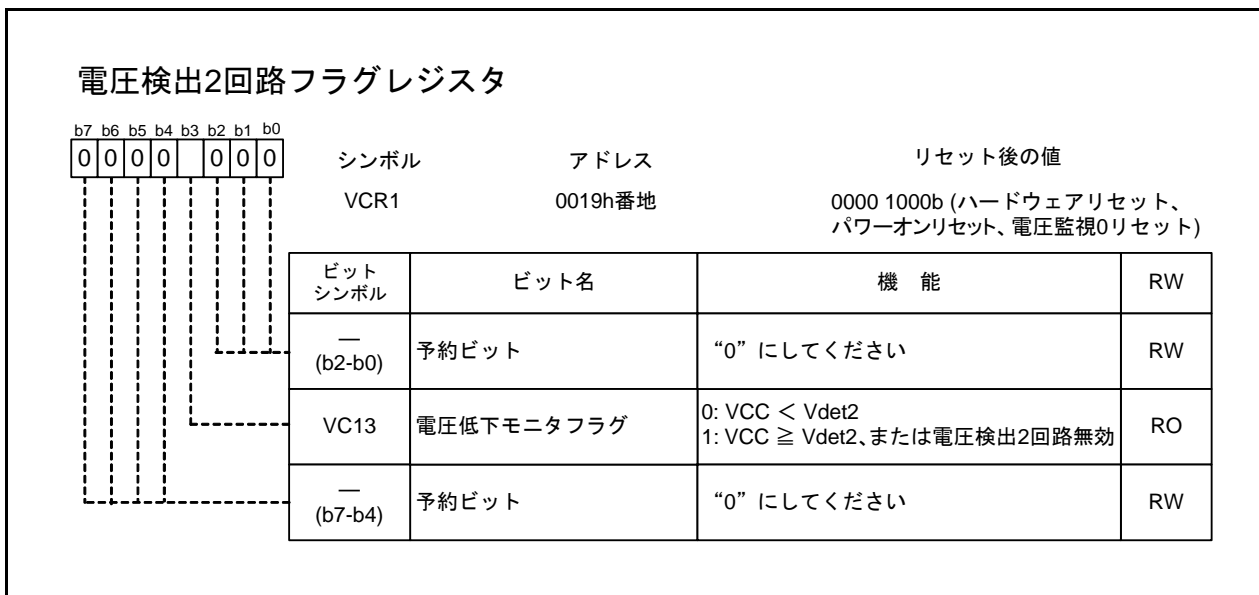 電圧検出2回路フラグレジスタ
b7 b6 b5 b4 b3 b2 b1 b0
0 0 0 0 0 0 0
シンボル アドレス リセット後の値
VCR1 0019h番地 0000 1000b (ハードウェアリセット、
パワーオンリセット、電圧監視0リセット)
ビット
シンボル ビット名 機 能 RW
—
(b2-b0) 予約ビット “0” にしてください RW
VC13 電圧低下モニタフラグ 0: VCC < Vdet2
1: VCC ≧ Vdet2、または電圧検出2回路無効 RO
—
(b7-b4) 予約ビット “0” にしてください RW